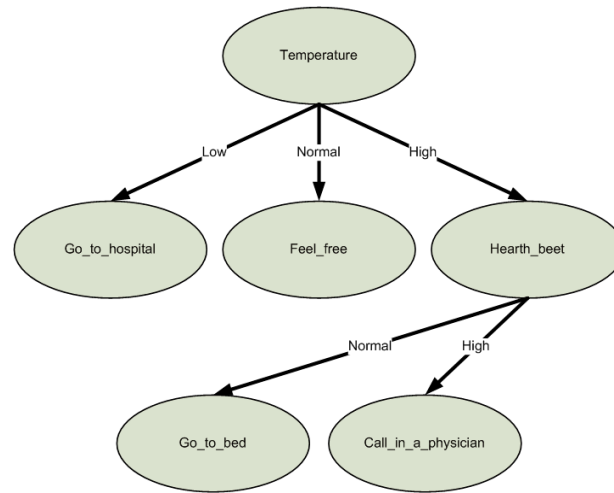 Temperature
Low
Normal
High
Go_to_hospital
Feel_free
Hearth_beet
Normal
High
Go_to_bed
Call_in_a_physician